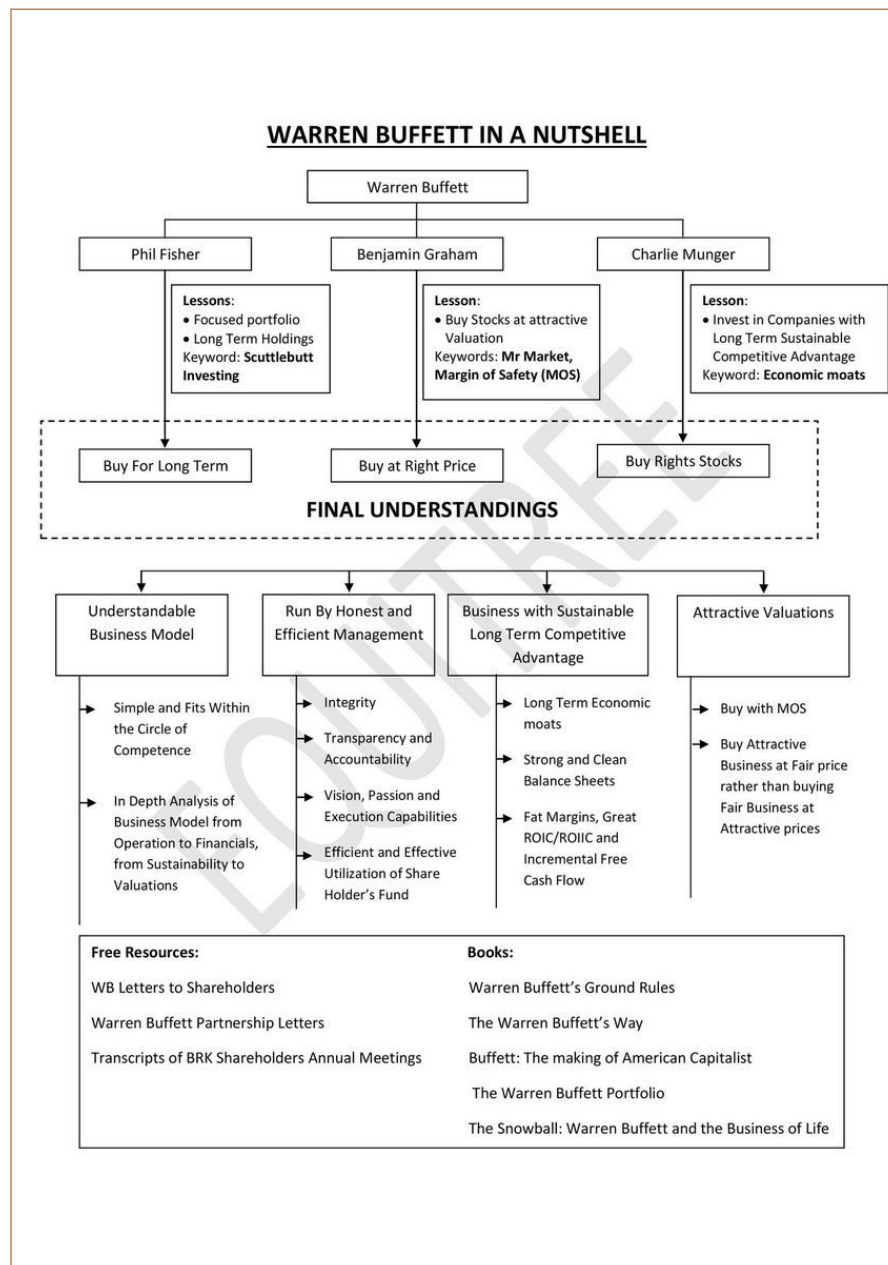 WARREN BUFFETT IN A NUTSHELL
Warren Buffett
Phil Fisher
Benjamin Graham
Charlie Munger
Lessons:
• Focused portfolio
• Long Term Holdings
Keyword: Scuttlebutt
Investing
Lesson:
• Buy Stocks at attractive
Valuation
Keywords: Mr Market,
Margin of Safety (MOS)
Lesson:
• Invest in Companies with
Long Term Sustainable
Competitive Advantage
Keyword: Economic moats
Buy For Long Term
Buy at Right Price
Buy Rights Stocks
FINAL UNDERSTANDINGS
EQUITREE
Understandable
Business Model
Simple and Fits Within
the Circle of
Competence
In Depth Analysis of
Business Model from
Operation to Financials,
from Sustainability to
Valuations
Run By Honest and
Efficient Management
Integrity
Transparency and
Accountability
Vision, Passion and
Execution Capabilities
Efficient and Effective
Utilization of Share
Holder's Fund
Business with Sustainable
Long Term Competitive
Advantage
Long Term Economic
moats
Strong and Clean
Balance Sheets
Fat Margins, Great
ROIC/ROIIC and
Incremental Free
Cash Flow
Attractive Valuations
Buy with MOS
Buy Attractive
Business at Fair price
rather than buying
Fair Business at
Attractive prices
Free Resources:
WB Letters to Shareholders
Warren Buffett Partnership Letters
Transcripts of BRK Shareholders Annual Meetings
Books:
Warren Buffett's Ground Rules
The Warren Buffett's Way
Buffett: The making of American Capitalist
The Warren Buffett Portfolio
The Snowball: Warren Buffett and the Business of Life